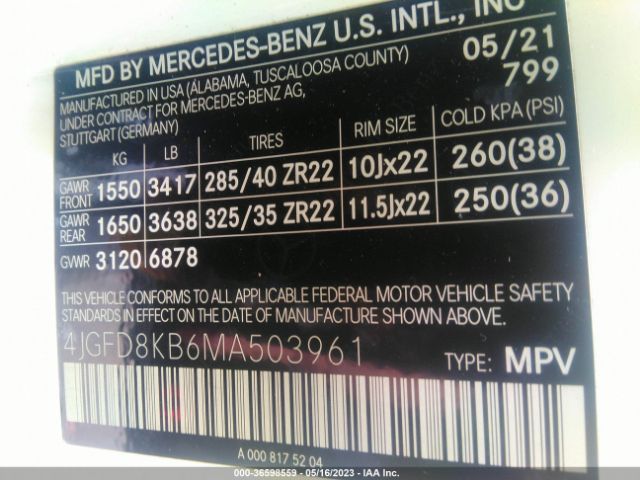 MFD BY MERCEDES-BENZ U.S. INTL., INC
05/21
MANUFACTURED IN USA (ALABAMA, TUSCALOOSA COUNTY)
799
UNDER CONTRACT FOR MERCEDES-BENZ AG,
STUTTGART (GERMANY)
KG LB TIRES RIM SIZE COLD KPA (PSI)
GAWR FRONT 1550 3417 285/40 ZR22 10Jx22 260(38)
GAWR REAR 1650 3638 325/35 ZR22 11.5Jx22 250(36)
GVWR 3120 6878
THIS VEHICLE CONFORMS TO ALL APPLICABLE FEDERAL MOTOR VEHICLE SAFETY
STANDARDS IN EFFECT ON THE DATE OF MANUFACTURE SHOWN ABOVE.
4JGFD8KB6MA503961
TYPE: MPV
A 000 817 52 04
000-36598559 - 05/16/2023 - IAA Inc.